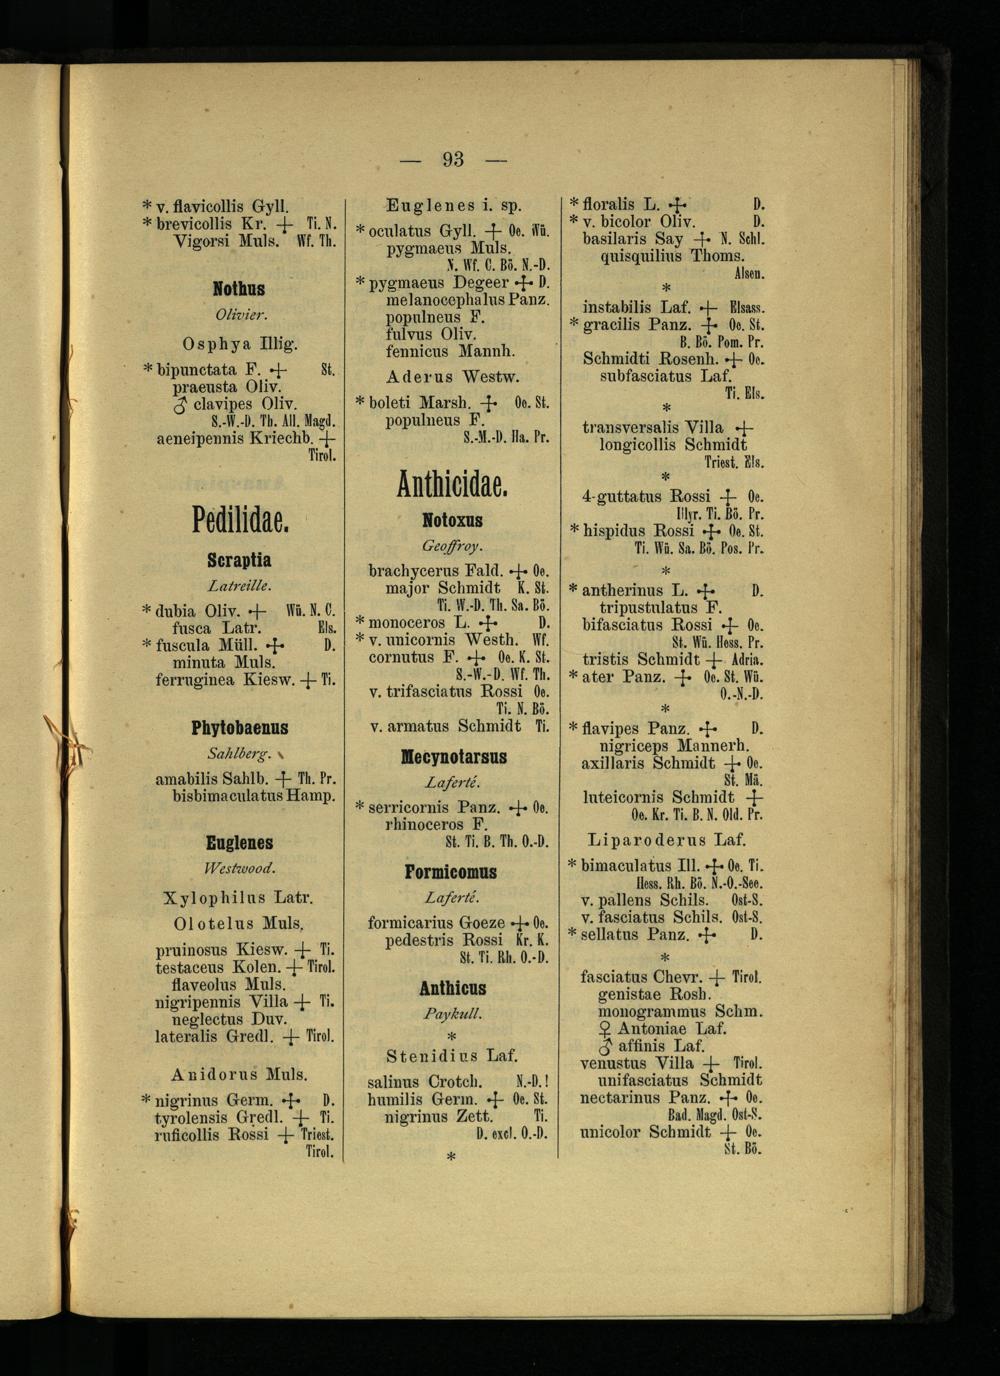 — 93 —
* v. flavicollis Gyll.
* brevicollis Kr. + Ti. N.
Vigorsi Muls. Wf. Th.
Nothus
Olivier.
Osphya Illig.
* bipunctata F. ·+ St.
praeusta Oliv.
♂ clavipes Oliv.
S.-W.-D. Th. All. Magd.
aeneipennis Kriechb. +
Tirol.
Pedilidae.
Scraptia
Latreille.
* dubia Oliv. ·+ Wü. N. C.
fusca Latr. Els.
* fuscula Müll. ·+· D.
minuta Muls.
ferruginea Kiesw. + Ti.
Phytobaenus
Sahlberg.
amabilis Sahlb. + Th. Pr.
bisbimaculatus Hamp.
Euglenes
Westwood.
Xylophilus Latr.
Olotelus Muls.
pruinosus Kiesw. + Ti.
testaceus Kolen. + Tirol.
flaveolus Muls.
nigripennis Villa + Ti.
neglectus Duv.
lateralis Gredl. + Tirol.
Anidorus Muls.
* nigrinus Germ. ·+· D.
tyrolensis Gredl. + Ti.
ruficollis Rossi + Triest.
Tirol.
Euglenes i. sp.
* oculatus Gyll. + Oe. Wü.
pygmaeus Muls.
N. Wf. C. Bö. N.-D.
* pygmaeus Degeer ·+· D.
melanocephalus Panz.
populneus F.
fulvus Oliv.
fennicus Mannh.
Aderus Westw.
* boleti Marsh. ·+· Oe. St.
populneus F.
S.-M.-D. Ha. Pr.
Anthicidae.
Notoxus
Geoffroy.
brachycerus Fald. ·+· Oe.
major Schmidt K. St.
Ti. W.-D. Th. Sa. Bö.
* monoceros L. ·+· D.
* v. unicornis Westh. Wf.
cornutus F. ·+· Oe. K. St.
S.-W.-D. Wf. Th.
v. trifasciatus Rossi Oe.
Ti. N. Bö.
v. armatus Schmidt Ti.
Mecynotarsus
Laferté.
* serricornis Panz. ·+· Oe.
rhinoceros F.
St. Ti. B. Th. O.-D.
Formicomus
Laferté.
formicarius Goeze ·+· Oe.
pedestris Rossi Kr. K.
St. Ti. Rh. O.-D.
Anthicus
Paykull.
*
Stenidius Laf.
salinus Crotch. N.-D.!
humilis Germ. ·+· Oe. St.
nigrinus Zett. Ti.
D. excl. O.-D.
*
* floralis L. ·+· D.
* v. bicolor Oliv. D.
basilaris Say +· N. Schl.
quisquilius Thoms.
Alsen.
*
instabilis Laf. ·+ Elsass.
* gracilis Panz. ·+· Oe. St.
B. Bö. Pom. Pr.
Schmidti Rosenh. ·+ Oe.
subfasciatus Laf.
Ti. Els.
*
transversalis Villa ·+
longicollis Schmidt
Triest. Els.
*
4-guttatus Rossi ·+ Oe.
Illyr. Ti. Bö. Pr.
* hispidus Rossi ·+· Oe. St.
Ti. Wü. Sa. Bö. Pos. Pr.
*
* antherinus L. ·+· D.
tripustulatus F.
bifasciatus Rossi ·+ Oe.
St. Wü. Hess. Pr.
tristis Schmidt + Adria.
* ater Panz. ·+· Oe. St. Wü.
O.-N.-D.
*
* flavipes Panz. ·+· D.
nigriceps Mannerh.
axillaris Schmidt ·+· Oe.
St. Mä.
luteicornis Schmidt ·+
Oe. Kr. Ti. B. N. Old. Pr.
Liparoderus Laf.
* bimaculatus Ill. ·+· Oe. Ti.
Hess. Rh. Bö. N.-O.-See.
v. pallens Schils. Ost-S.
v. fasciatus Schils. Ost-S.
* sellatus Panz. ·+· D.
*
fasciatus Chevr. + Tirol.
genistae Rosh.
monogrammus Schm.
♀ Antoniae Laf.
♂ affinis Laf.
venustus Villa + Tirol.
unifasciatus Schmidt
nectarinus Panz. ·+· Oe.
Bad. Magd. Ost-S.
unicolor Schmidt + Oe.
St. Bö.